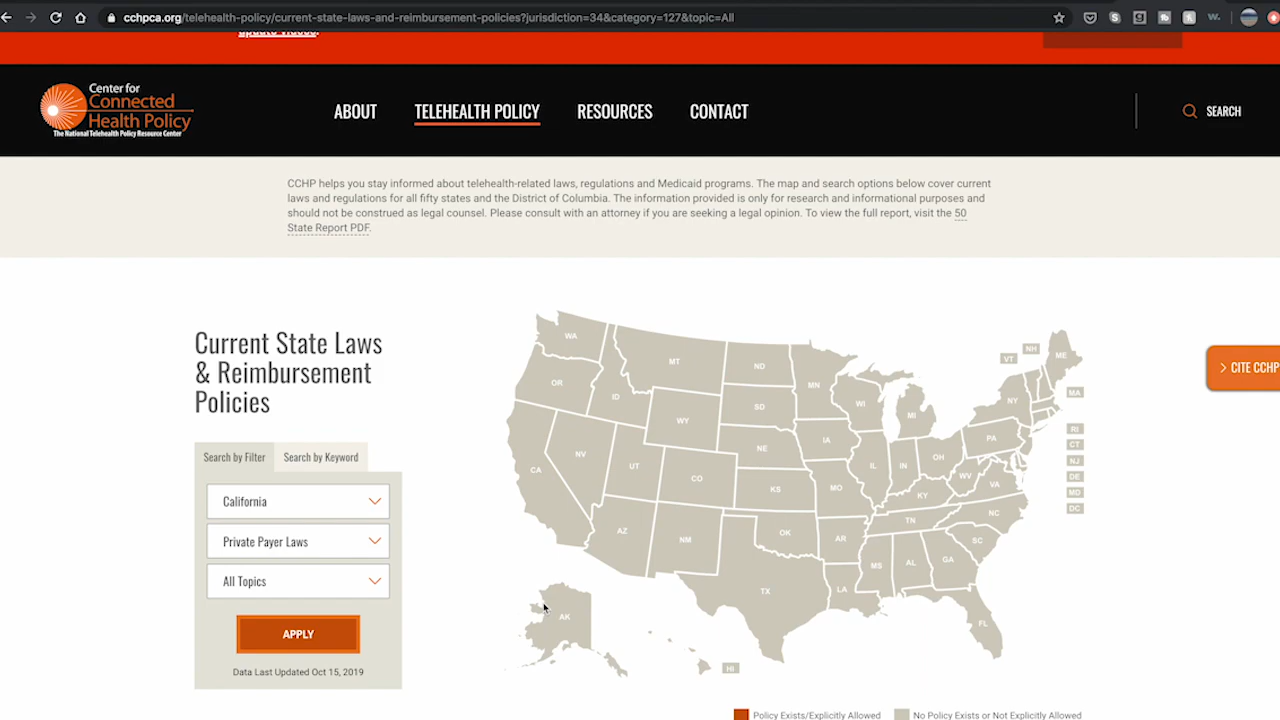 cchpca.org/telehealth-policy/current-state-laws-and-reimbursement-policies?jurisdiction=34&category=127&topic=All
update videos.
Center for
Connected
Health Policy
The National Telehealth Policy Resource Center
ABOUT
TELEHEALTH POLICY
RESOURCES
CONTACT
SEARCH
CCHP helps you stay informed about telehealth-related laws, regulations and Medicaid programs. The map and search options below cover current
laws and regulations for all fifty states and the District of Columbia. The information provided is only for research and informational purposes and
should not be construed as legal counsel. Please consult with an attorney if you are seeking a legal opinion. To view the full report, visit the 50
State Report PDF.
Current State Laws
& Reimbursement
Policies
Search by Filter
Search by Keyword
California
Private Payer Laws
All Topics
APPLY
Data Last Updated Oct 15, 2019
WA
OR
ID
MT
ND
MN
SD
WY
CA
NV
UT
CO
NE
IA
KS
MO
AZ
NM
OK
AR
TX
LA
WI
MI
IL
IN
OH
KY
TN
MS
AL
GA
FL
SC
NC
VA
WV
PA
NY
VT
NH
ME
MA
RI
CT
NJ
DE
MD
DC
AK
HI
> CITE CCHP
Policy Exists/Explicitly Allowed
No Policy Exists or Not Explicitly Allowed